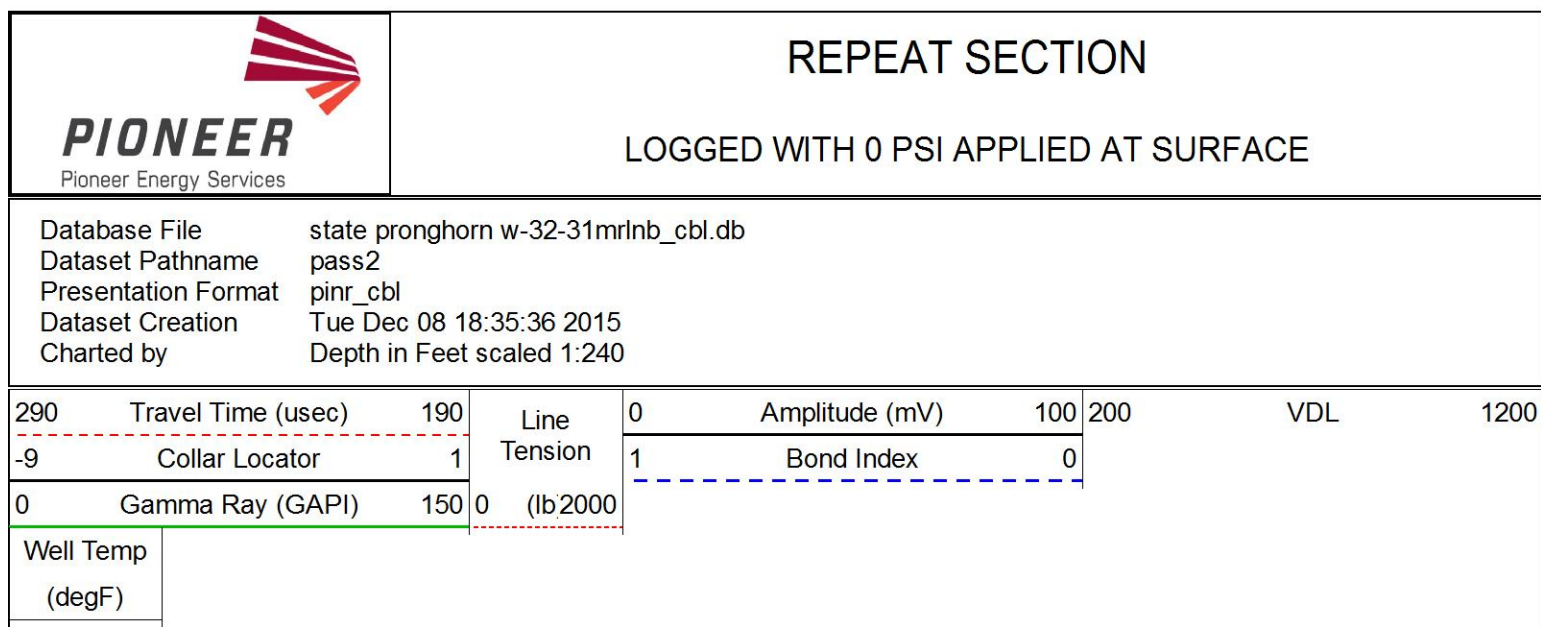 PIONEER
Pioneer Energy Services
REPEAT SECTION
LOGGED WITH 0 PSI APPLIED AT SURFACE
Database File state pronghorn w-32-31mrlnb_cbl.db
Dataset Pathname pass2
Presentation Format pinr_cbl
Dataset Creation Tue Dec 08 18:35:36 2015
Charted by Depth in Feet scaled 1:240
290 Travel Time (usec) 190
-9 Collar Locator 1
0 Gamma Ray (GAPI) 150
Well Temp
(degF)
Line
Tension
0 (lb 2000
0 Amplitude (mV) 100
1 Bond Index 0
200 VDL 1200